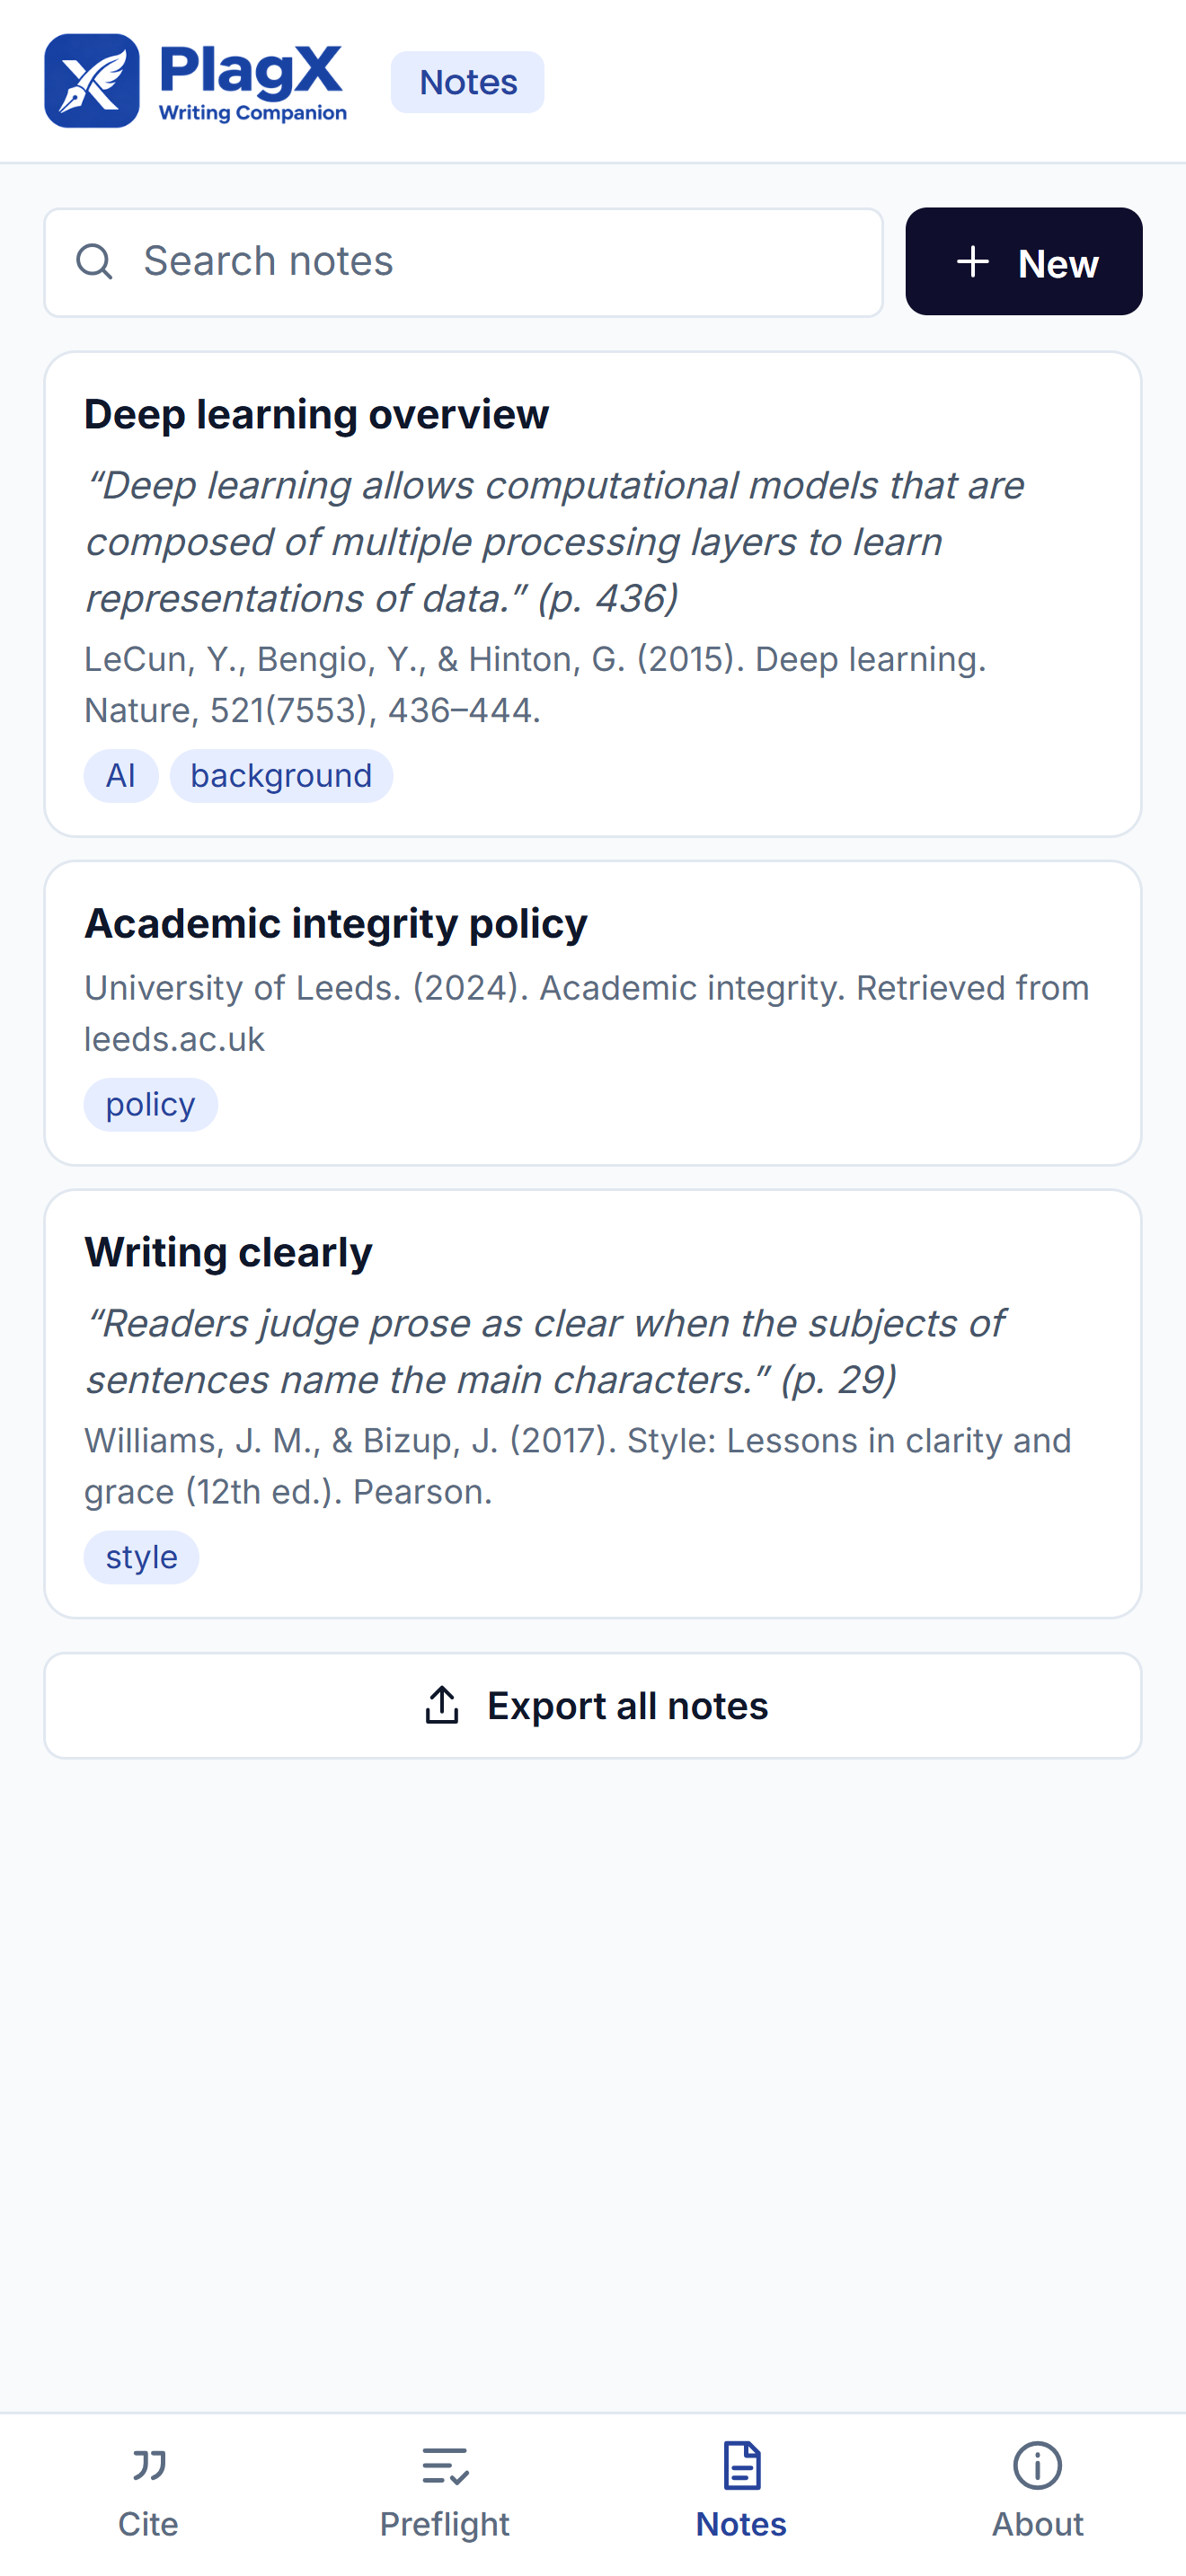 PlagX
Writing Companion
Notes
Search notes
New
Deep learning overview
“Deep learning allows computational models that are
composed of multiple processing layers to learn
representations of data.” (p. 436)
LeCun, Y., Bengio, Y., & Hinton, G. (2015). Deep learning.
Nature, 521(7553), 436–444.
AI background
Academic integrity policy
University of Leeds. (2024). Academic integrity. Retrieved from
leeds.ac.uk
policy
Writing clearly
“Readers judge prose as clear when the subjects of
sentences name the main characters.” (p. 29)
Williams, J. M., & Bizup, J. (2017). Style: Lessons in clarity and
grace (12th ed.). Pearson.
style
Export all notes
Cite Preflight Notes About